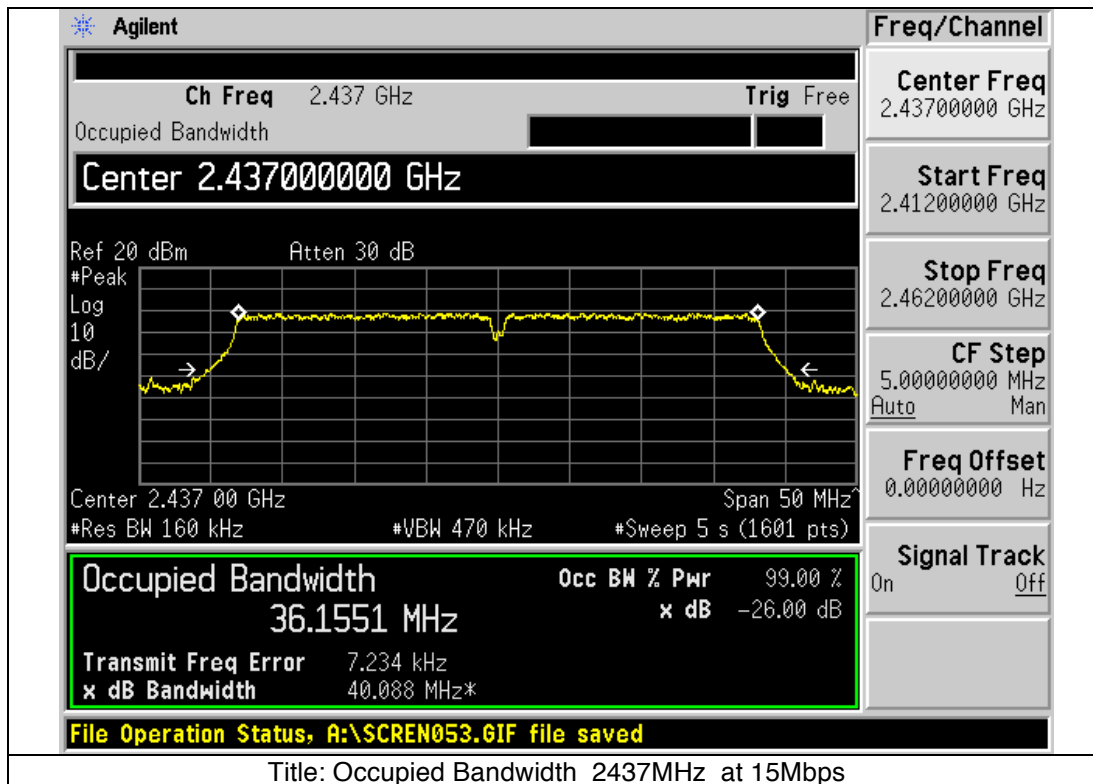 Agilent
Freq/Channel
Ch Freq 2.437 GHz Trig Free
Occupied Bandwidth
Center 2.437000000 GHz
Ref 20 dBm Atten 30 dB
#Peak
Log
10
dB/
Center 2.437 00 GHz Span 50 MHz^
#Res BW 160 kHz #VBW 470 kHz #Sweep 5 s (1601 pts)
Occupied Bandwidth Occ BW % Pwr 99.00 %
36.1551 MHz x dB -26.00 dB
Transmit Freq Error 7.234 kHz
x dB Bandwidth 40.088 MHz*
File Operation Status, A:\SCREN053.GIF file saved
Center Freq
2.43700000 GHz
Start Freq
2.41200000 GHz
Stop Freq
2.46200000 GHz
CF Step
5.00000000 MHz
Auto Man
Freq Offset
0.00000000 Hz
Signal Track
On Off
Title: Occupied Bandwidth 2437MHz at 15Mbps